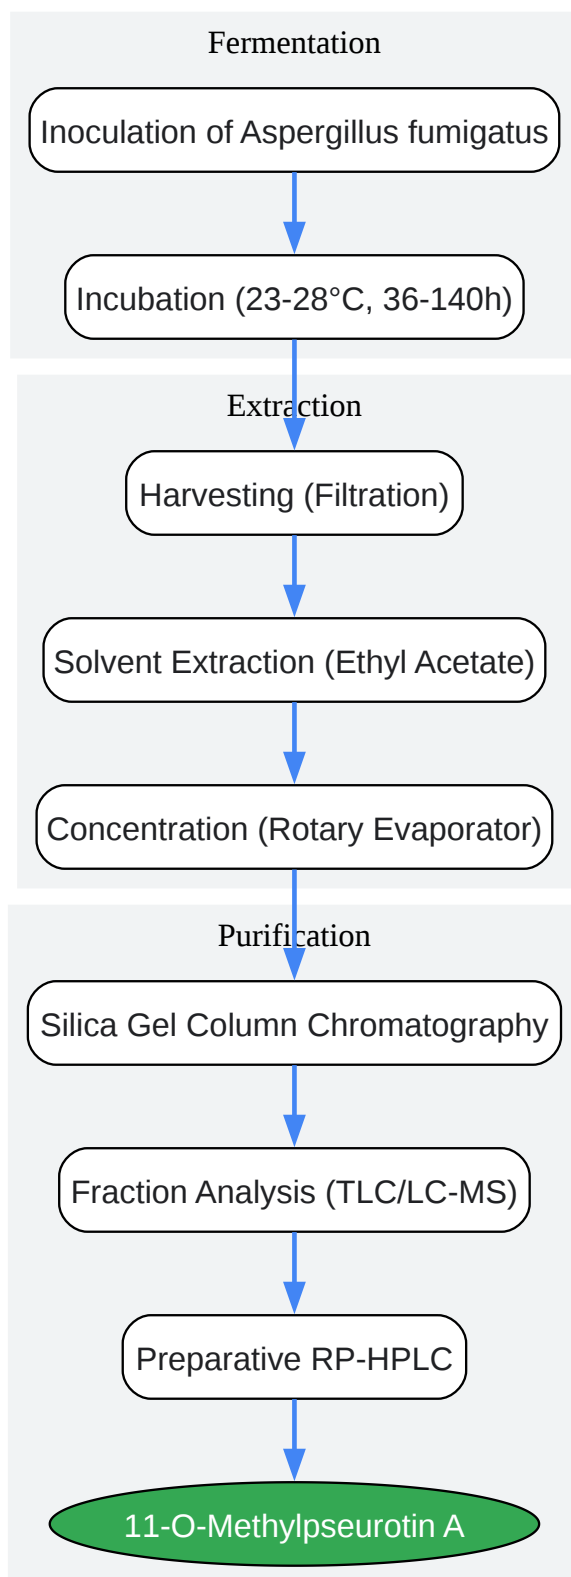 Fermentation
Inoculation of Aspergillus fumigatus
Incubation (23-28°C, 36-140h)
Extraction
Harvesting (Filtration)
Solvent Extraction (Ethyl Acetate)
Concentration (Rotary Evaporator)
Purification
Silica Gel Column Chromatography
Fraction Analysis (TLC/LC-MS)
Preparative RP-HPLC
11-O-Methylpseurotin A